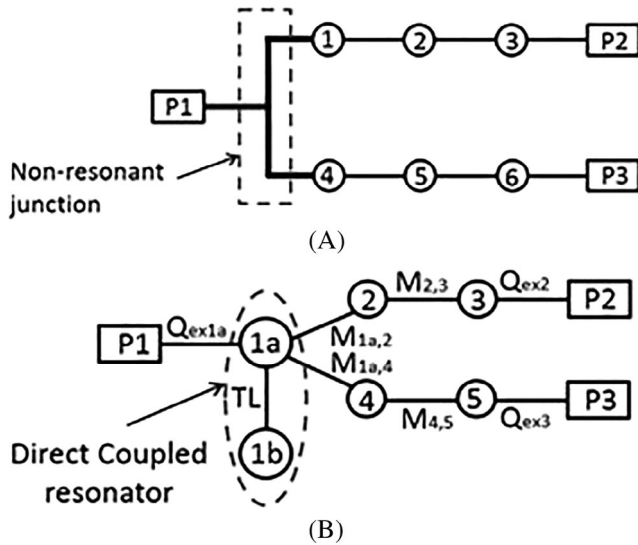 1 2 3 P2
P1
Non-resonant
junction
4 5 6 P3
(A)
2 M2,3 3 Qex2 P2
P1 Qex1a 1a M1a,2
M1a,4
TL 4 M4,5 5 Qex3 P3
Direct Coupled
resonator
1b
(B)